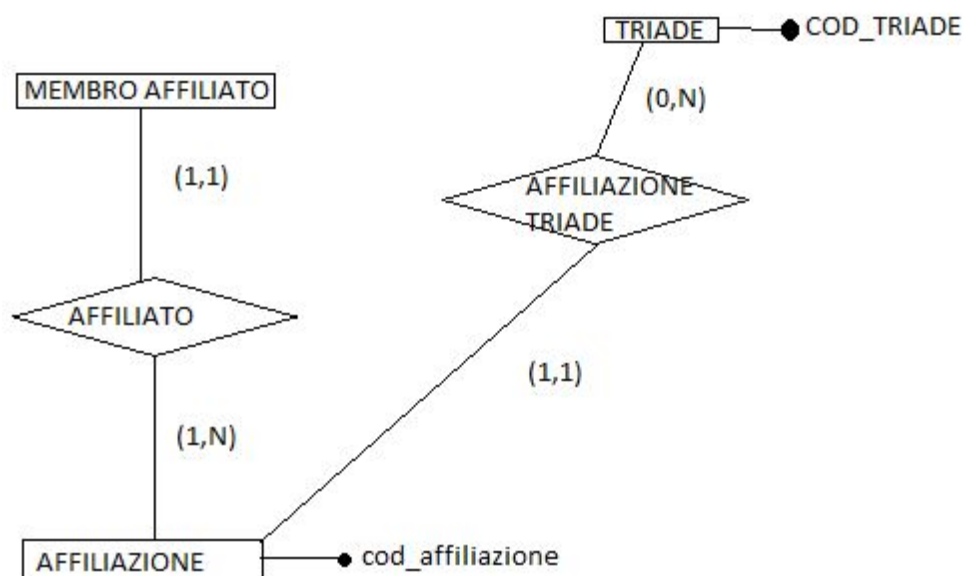 TRIADE
COD_TRIADE
MEMBRO AFFILIATO
(0,N)
(1,1)
AFFILIAZIONE
TRIADE
AFFILIATO
(1,1)
(1,N)
AFFILIAZIONE
cod_affiliazione